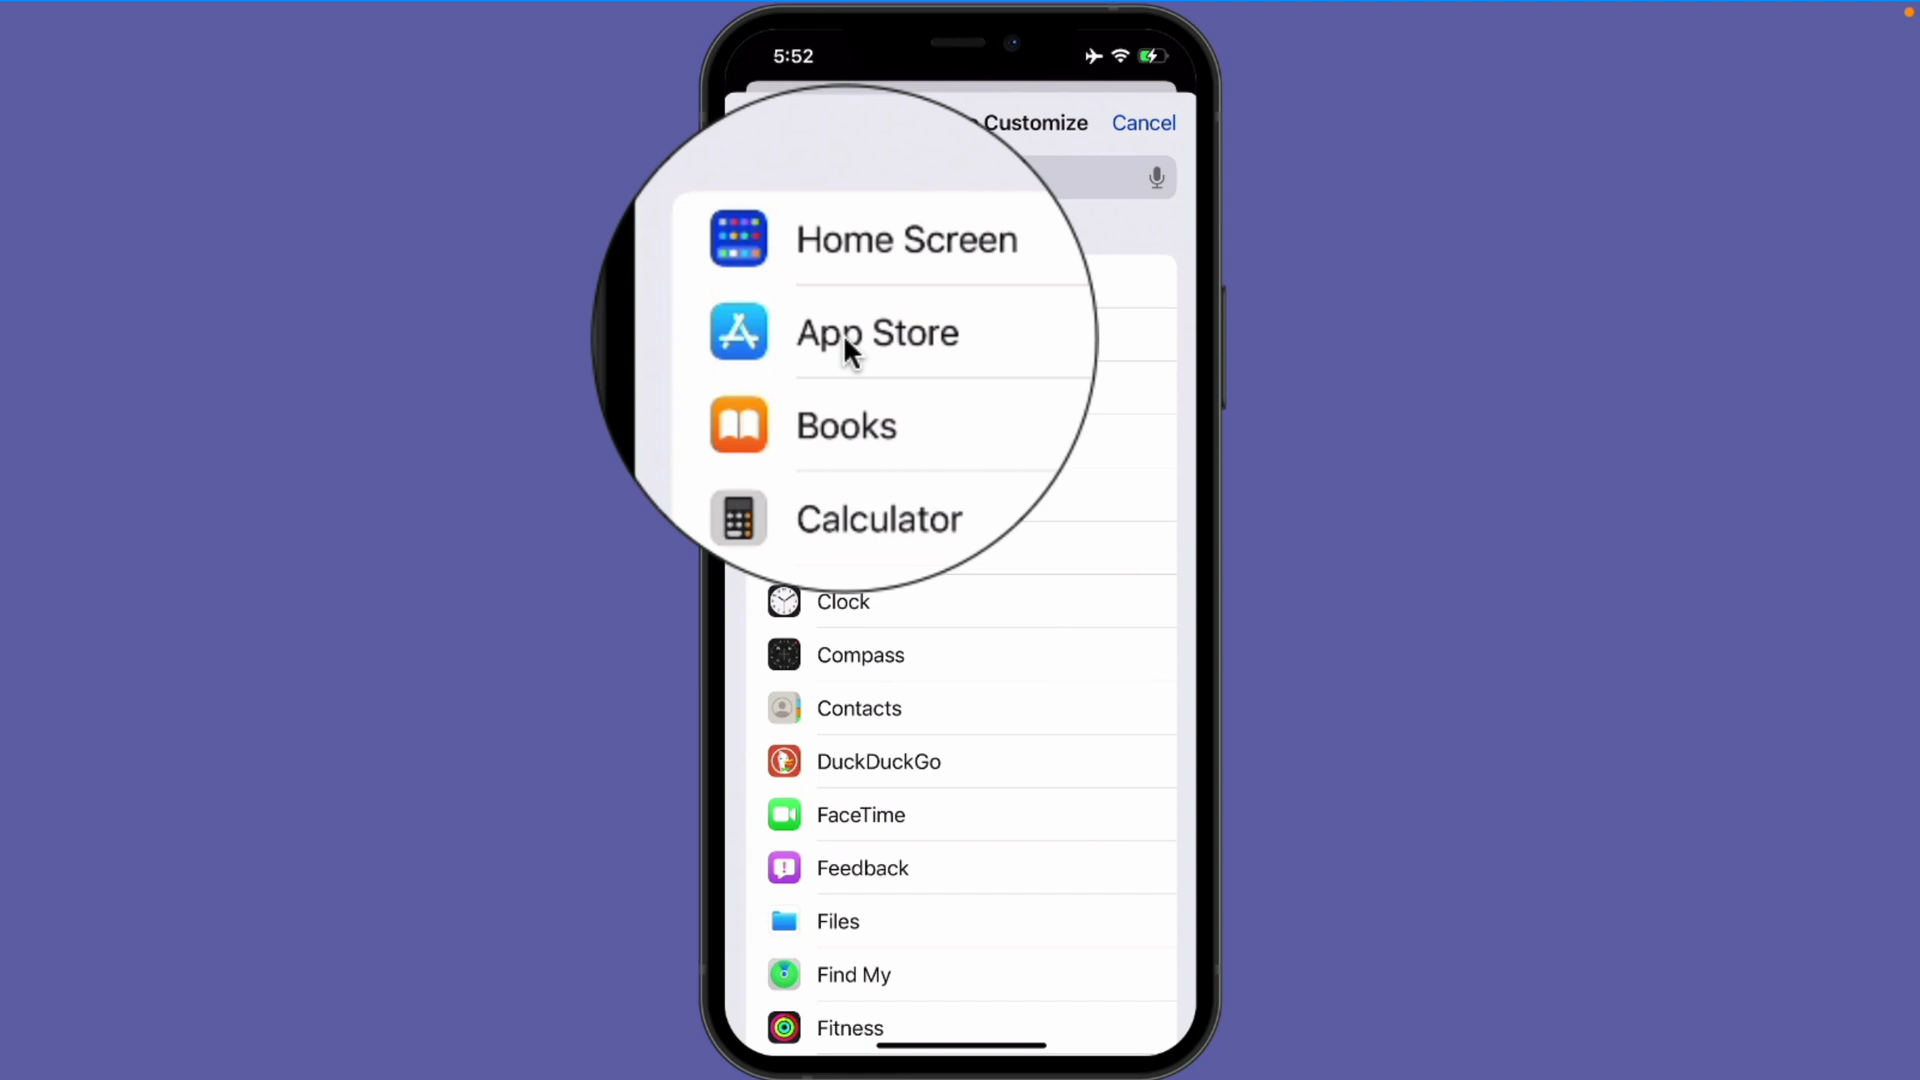 5:52
Customize
Cancel
Home Screen
App Store
Books
Calculator
Clock
Compass
Contacts
DuckDuckGo
FaceTime
Feedback
Files
Find My
Fitness